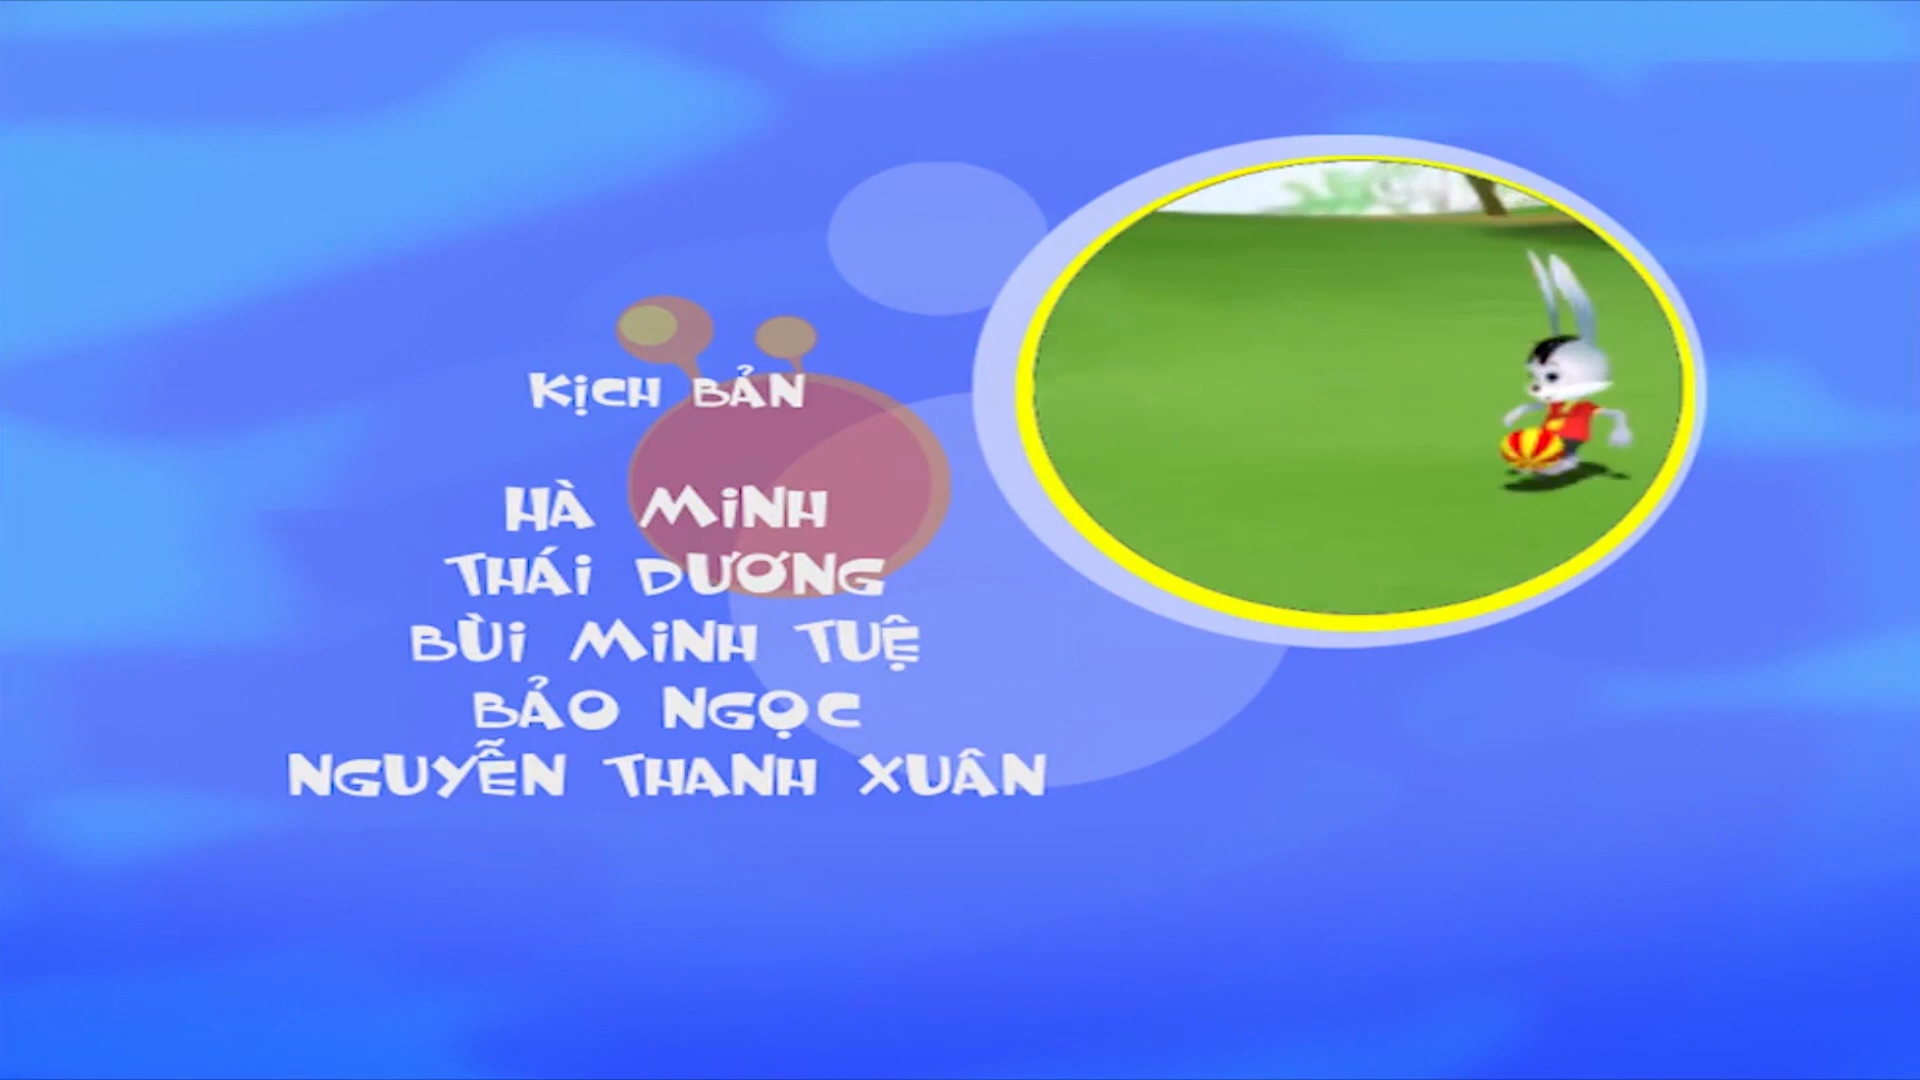 KỊCH BẢN
HÀ MINH
THÁI DƯƠNG
BÙI MINH TUỆ
BẢO NGỌC
NGUYỄN THANH XUÂN